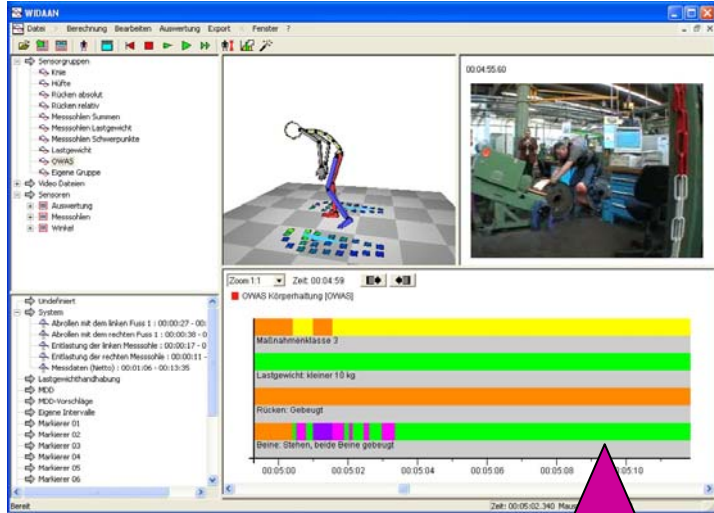 WIDAAN
Datei Berechnung Bearbeiten Auswertung Export Fenster ?
Sensorgruppen
Knie
Hüfte
Rücken absolut
Rücken relativ
Messsohlen Summen
Messsohlen Lastgewicht
Messsohlen Schwerpunkte
Lastgewicht
OWAS
Eigene Gruppe
Video Dateien
Sensoren
Auswertung
Messsohlen
Winkel
00:04:55.60
Undefiniert
System
Abrollen mit dem linken Fuss 1 : 00:00:27 - 00:
Abrollen mit dem rechten Fuss 1 : 00:00:38 - 0
Entlastung der linken Messsohle : 00:00:17 - 0
Entlastung der rechten Messsohle : 00:00:11 -
Messdaten (Netto) : 00:01:06 - 00:13:35
Lastgewichthandhabung
MDD
MDD-Vorschläge
Eigene Intervalle
Markierer 01
Markierer 02
Markierer 03
Markierer 04
Markierer 05
Markierer 06
Zoom 1:1 Zeit: 00:04:59
OWAS Körperhaltung [OWAS]
Maßnahmenklasse 3
Lastgewicht: kleiner 10 kg
Rücken: Gebeugt
Beine: Stehen, beide Beine gebeugt
00:05:00 00:05:02 00:05:04 00:05:06 00:05:08 00:05:10
Bereit Zeit: 00:05:02.340 Maus